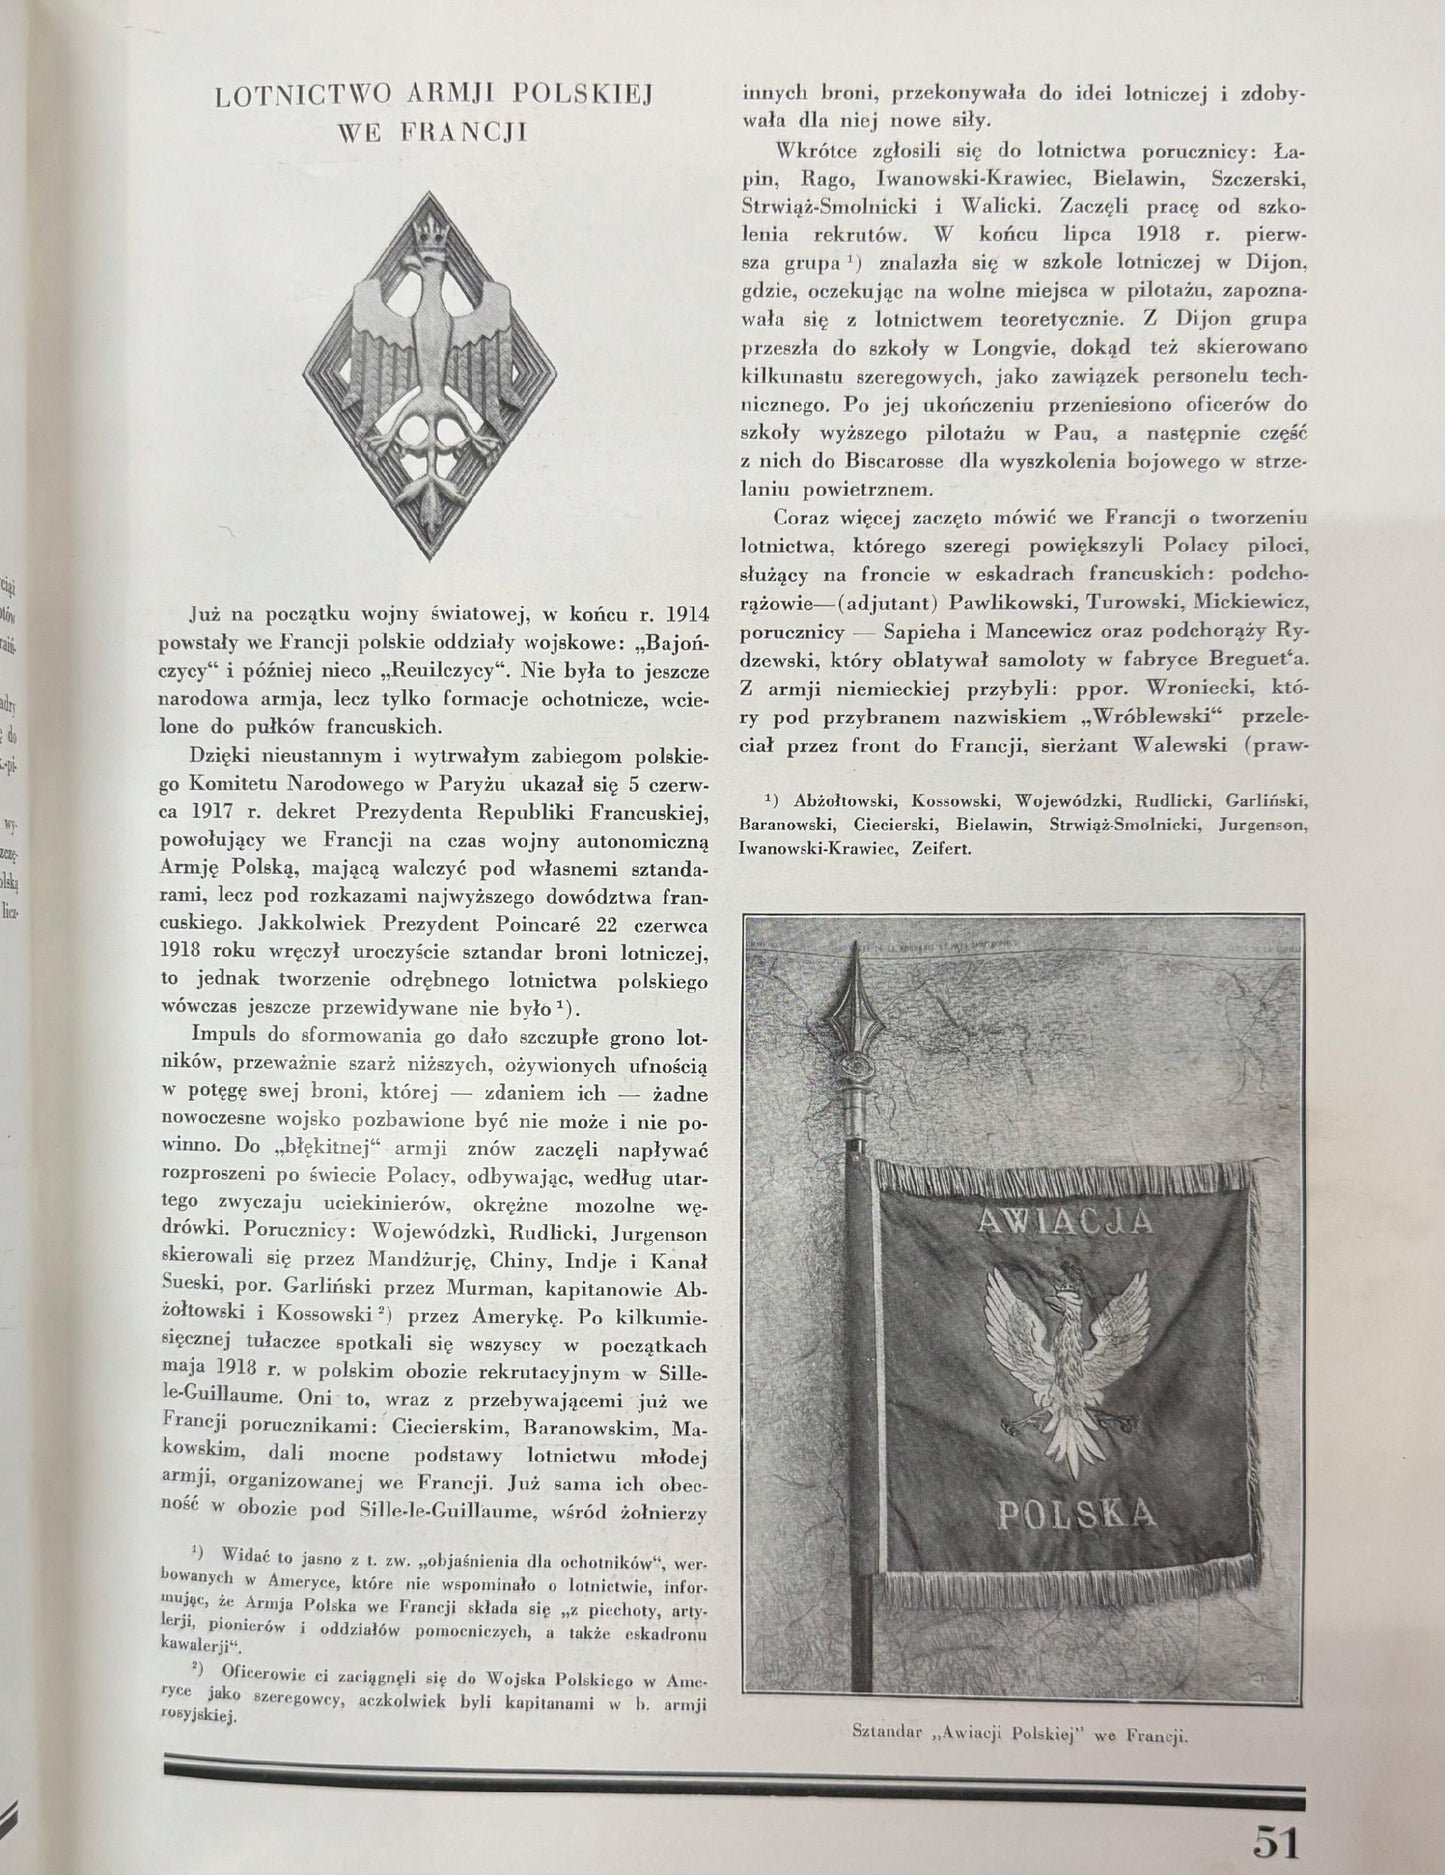 LOTNICTWO ARMJI POLSKIEJ
WE FRANCJI
Już na początku wojny światowej, w końcu r. 1914
powstały we Francji polskie oddziały wojskowe: „Bajoń-
czycy“ i później nieco „Reuilczycy“. Nie była to jeszcze
narodowa armja, lecz tylko formacje ochotnicze, wcie-
lone do pułków francuskich.
Dzięki nieustannym i wytrwałym zabiegom polskie-
go Komitetu Narodowego w Paryżu ukazał się 5 czerw-
ca 1917 r. dekret Prezydenta Republiki Francuskiej,
powołujący we Francji na czas wojny autonomiczną
Armję Polską, mającą walczyć pod własnemi sztanda-
rami, lecz pod rozkazami najwyższego dowództwa fran-
cuskiego. Jakkolwiek Prezydent Poincaré 22 czerwca
1918 roku wręczył uroczyście sztandar broni lotniczej,
to jednak tworzenie odrębnego lotnictwa polskiego
wówczas jeszcze przewidywane nie było ¹).
Impuls do sformowania go dało szczupłe grono lot-
ników, przeważnie szarż niższych, ożywionych ufnością
w potęgę swej broni, której — zdaniem ich — żadne
nowoczesne wojsko pozbawione być nie może i nie po-
winno. Do „błękitnej“ armji znów zaczęli napływać
rozproszeni po świecie Polacy, odbywając, według utar-
tego zwyczaju uciekinierów, okrężne mozolne wę-
drówki. Porucznicy: Wojewódzki, Rudlicki, Jurgenson
skierowali się przez Mandżurję, Chiny, Indje i Kanał
Sueski, por. Garliński przez Murman, kapitanowie Ab-
żołtowski i Kossowski ²) przez Amerykę. Po kilkumie-
sięcznej tułaczce spotkali się wszyscy w początkach
maja 1918 r. w polskim obozie rekrutacyjnym w Sille-
le-Guillaume. Oni to, wraz z przebywającemi już we
Francji porucznikami: Ciecierskim, Baranowskim, Ma-
kowskim, dali mocne podstawy lotnictwu młodej
armji, organizowanej we Francji. Już sama ich obec-
ność w obozie pod Sille-le-Guillaume, wśród żołnierzy
¹) Widać to jasno z t. zw. „objaśnienia dla ochotników“, wer-
bowanych w Ameryce, które nie wspominało o lotnictwie, infor-
mując, że Armja Polska we Francji składa się „z piechoty, arty-
lerji, pionierów i oddziałów pomocniczych, a także eskadronu
kawalerji“.
²) Oficerowie ci zaciągnęli się do Wojska Polskiego w Ame-
ryce jako szeregowcy, aczkolwiek byli kapitanami w b. armji
rosyjskiej.
innych broni, przekonywała do idei lotniczej i zdoby-
wała dla niej nowe siły.
Wkrótce zgłosili się do lotnictwa porucznicy: Ła-
pin, Rago, Iwanowski-Krawiec, Bielawin, Szczerski,
Strwiąż-Smolnicki i Walicki. Zaczęli pracę od szko-
lenia rekrutów. W końcu lipca 1918 r. pierw-
sza grupa ¹) znalazła się w szkole lotniczej w Dijon,
gdzie, oczekując na wolne miejsca w pilotażu, zapozna-
wała się z lotnictwem teoretycznie. Z Dijon grupa
przeszła do szkoły w Longvie, dokąd też skierowano
kilkunastu szeregowych, jako zawiązek personelu tech-
nicznego. Po jej ukończeniu przeniesiono oficerów do
szkoły wyższego pilotażu w Pau, a następnie część
z nich do Biscarosse dla wyszkolenia bojowego w strze-
laniu powietrznem.
Coraz więcej zaczęto mówić we Francji o tworzeniu
lotnictwa, którego szeregi powiększyli Polacy piloci,
służący na froncie w eskadrach francuskich: podcho-
rążowie—(adjutant) Pawlikowski, Turowski, Mickiewicz,
porucznicy — Sapieha i Mancewicz oraz podchorąży Ry-
dzewski, który oblatywał samoloty w fabryce Breguet‘a.
Z armji niemieckiej przybyli: ppor. Wroniecki, któ-
ry pod przybranem nazwiskiem „Wróblewski“ przele-
ciał przez front do Francji, sierżant Walewski (praw-
¹) Abżołtowski, Kossowski, Wojewódzki, Rudlicki, Garliński,
Baranowski, Ciecierski, Bielawin, Strwiąż-Smolnicki, Jurgenson,
Iwanowski-Krawiec, Zeifert.
AWIACJA
POLSKA
Sztandar „Awiacji Polskiej” we Francji.
51